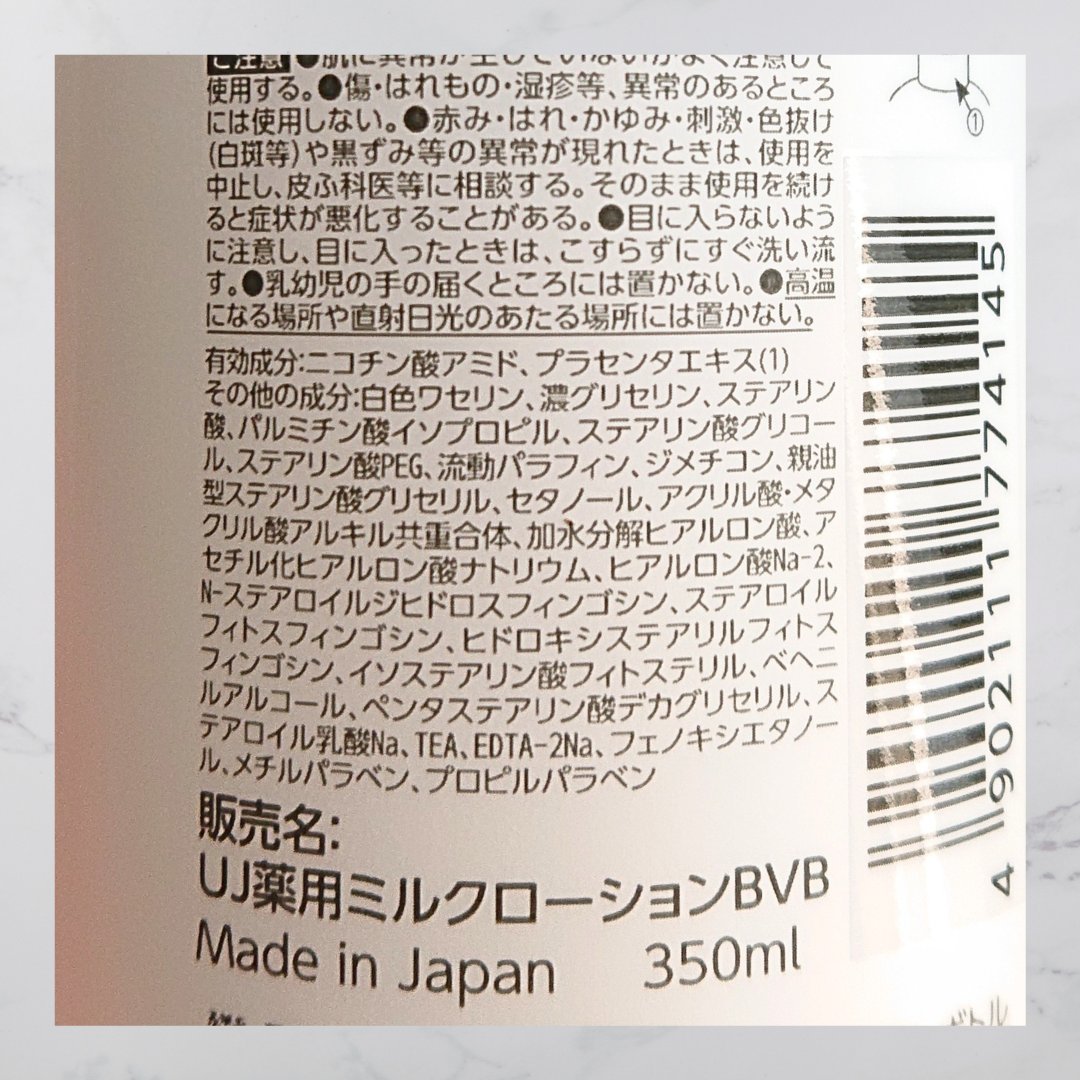 ご注意 ●肌に異常が生じていないかよく注意して
使用する。●傷・はれもの・湿疹等、異常のあるところ
には使用しない。●赤み・はれ・かゆみ・刺激・色抜け
(白斑等)や黒ずみ等の異常が現れたときは、使用を
中止し、皮ふ科医等に相談する。そのまま使用を続け
ると症状が悪化することがある。●目に入らないよう
に注意し、目に入ったときは、こすらずにすぐ洗い流
す。●乳幼児の手の届くところには置かない。●高温
になる場所や直射日光のあたる場所には置かない。
有効成分:ニコチン酸アミド、プラセンタエキス(1)
その他の成分:白色ワセリン、濃グリセリン、ステアリン
酸、パルミチン酸イソプロピル、ステアリン酸グリコー
ル、ステアリン酸PEG、流動パラフィン、ジメチコン、親油
型ステアリン酸グリセリル、セタノール、アクリル酸・メタ
クリル酸アルキル共重合体、加水分解ヒアルロン酸、ア
セチル化ヒアルロン酸ナトリウム、ヒアルロン酸Na-2、
N-ステアロイルジヒドロスフィンゴシン、ステアロイル
フィトスフィンゴシン、ヒドロキシステアリルフィトス
フィンゴシン、イソステアリン酸フィトステリル、ベヘニ
ルアルコール、ペンタステアリン酸デカグリセリル、ス
テアロイル乳酸Na、TEA、EDTA-2Na、フェノキシエタノー
ル、メチルパラベン、プロピルパラベン
販売名:
UJ薬用ミルクローションBVB
Made in Japan 350ml
①
4902111774145
ボトル